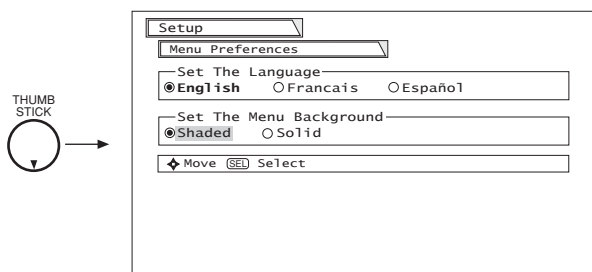 Setup
Menu Preferences
Set The Language
English Francais Español
THUMB
STICK
Set The Menu Background
Shaded Solid
Move SEL Select